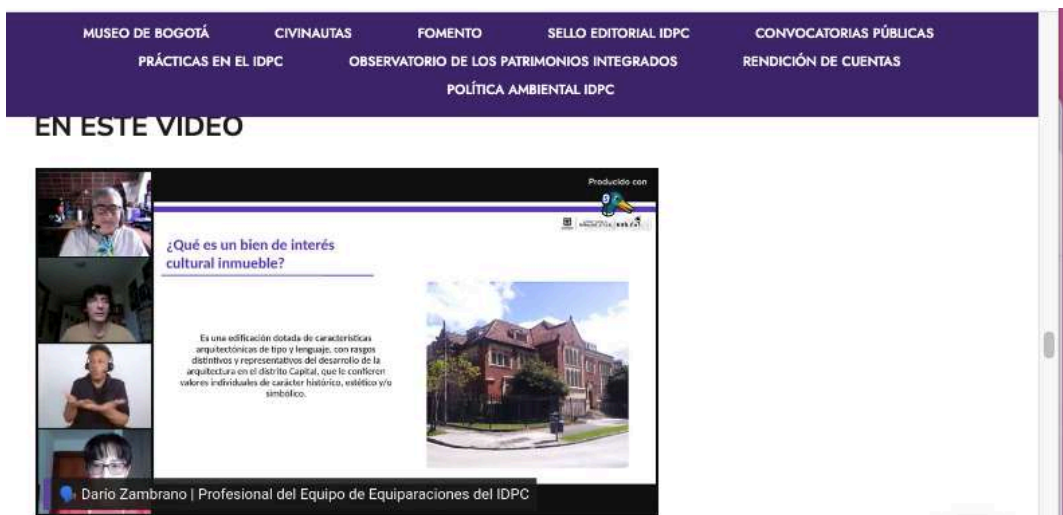 MUSEO DE BOGOTÁ CIVINAUTAS FOMENTO SELLO EDITORIAL IDPC CONVOCATORIAS PÚBLICAS
PRÁCTICAS EN EL IDPC OBSERVATORIO DE LOS PATRIMONIOS INTEGRADOS RENDICIÓN DE CUENTAS
POLÍTICA AMBIENTAL IDPC
EN ESTE VIDEO
Producido con
¿Qué es un bien de interés
cultural inmueble?
Es una edificación dotada de características
arquitectónicas de tipo y lenguaje, con rasgos
distintivos y representativos del desarrollo de la
arquitectura en el distrito Capital, que le confieren
valores individuales de carácter histórico, estético y/o
simbólico.
Dario Zambrano | Profesional del Equipo de Equiparaciones del IDPC